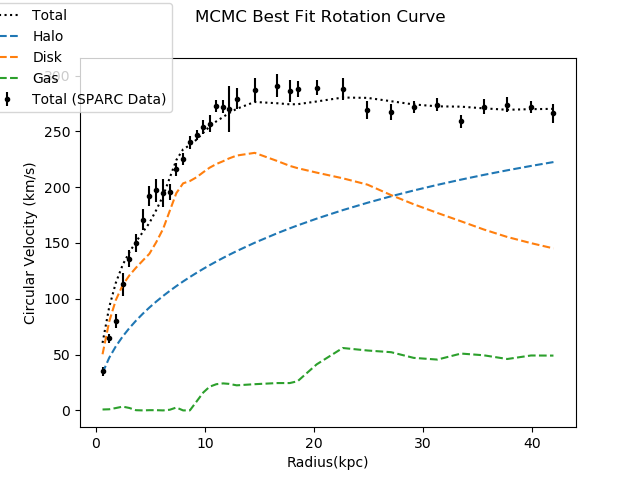 MCMC Best Fit Rotation Curve
Total
Halo
Disk
Gas
Total (SPARC Data)
300
250
200
150
100
50
0
Circular Velocity (km/s)
0 10 20 30 40
Radius(kpc)